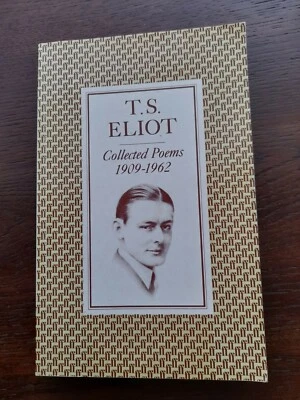 T.S.
ELIOT
Collected Poems
1909-1962